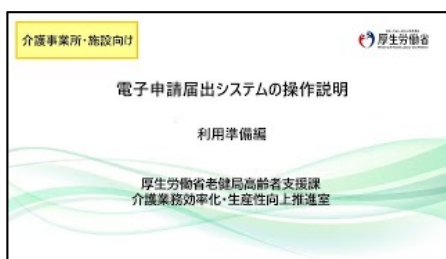 介護事業所・施設向け
厚生労働省
電子申請届出システムの操作説明
利用準備編
厚生労働省老健局高齢者支援課
介護業務効率化・生産性向上推進室